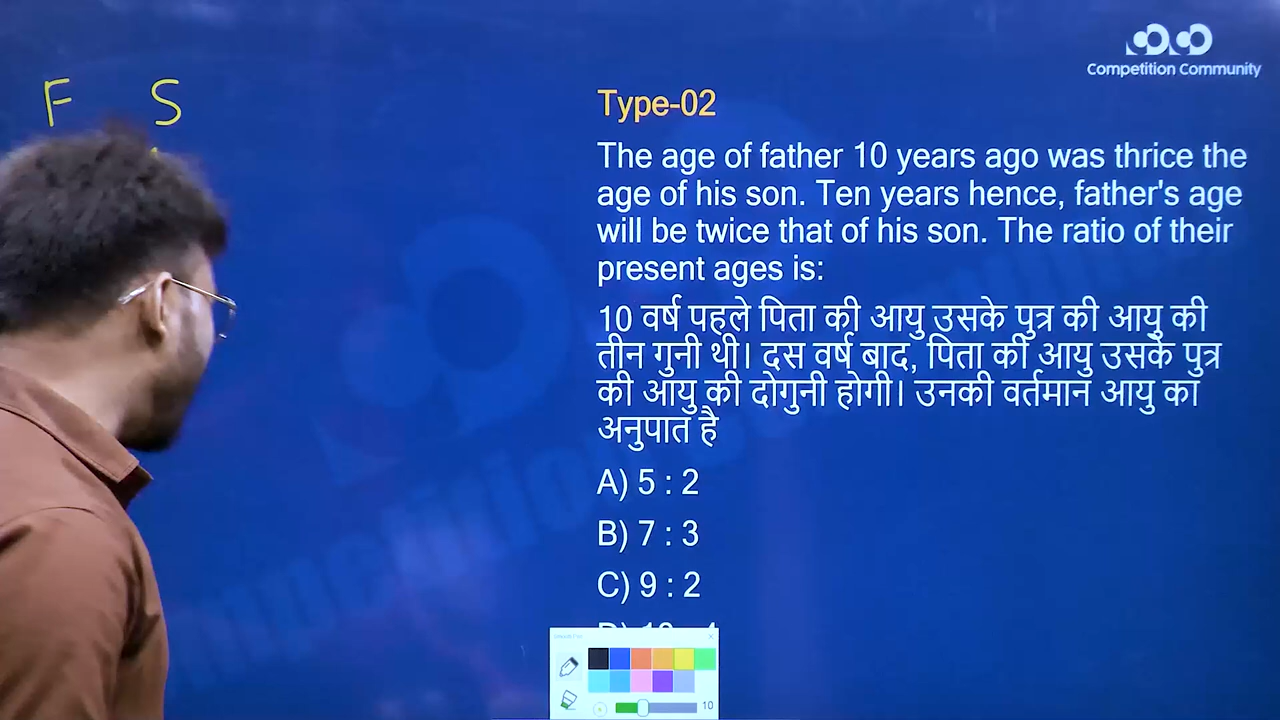 Competition Community
F S
Type-02
The age of father 10 years ago was thrice the
age of his son. Ten years hence, father's age
will be twice that of his son. The ratio of their
present ages is:
10 वर्ष पहले पिता की आयु उसके पुत्र की आयु की
तीन गुनी थी। दस वर्ष बाद, पिता की आयु उसके पुत्र
की आयु की दोगुनी होगी। उनकी वर्तमान आयु का
अनुपात है
A) 5 : 2
B) 7 : 3
C) 9 : 2
10